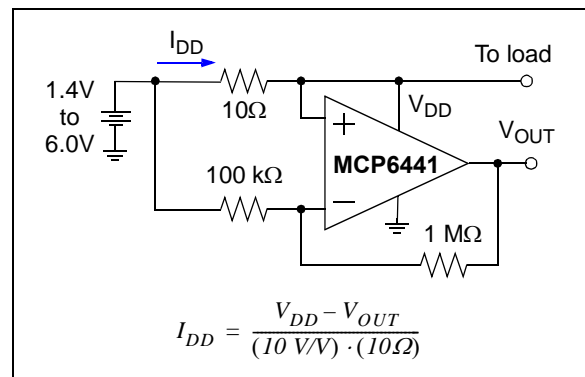 I_DD
To load
1.4V
to
6.0V
10Ω
V_DD
V_OUT
+
MCP6441
100 kΩ
−
1 MΩ
I_DD = (V_DD – V_OUT) / ((10 V/V) · (10Ω))